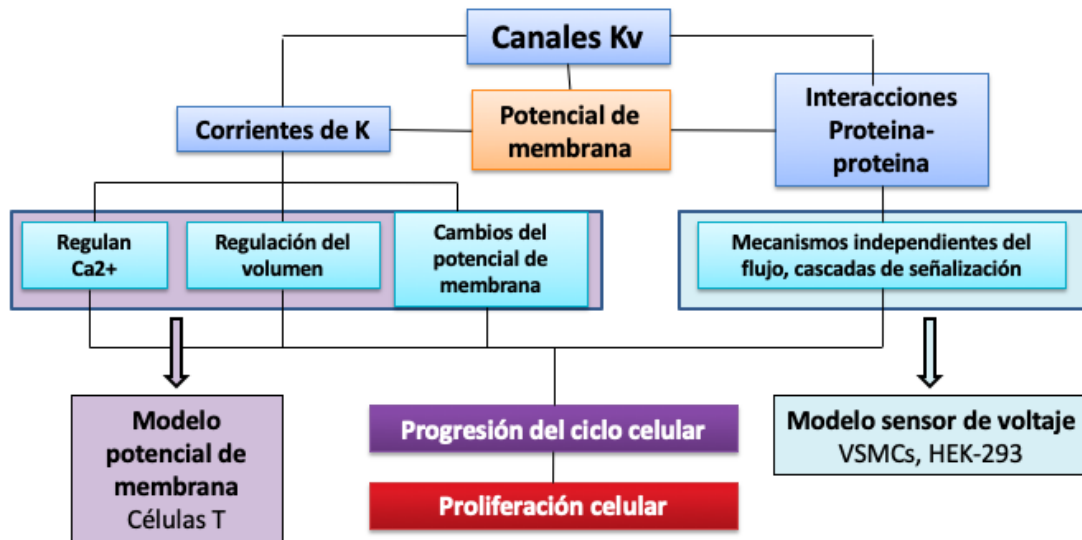 Canales Kv
Corrientes de K
Potencial de
membrana
Interacciones
Proteina-
proteina
Regulan
Ca2+
Regulación del
volumen
Cambios del
potencial de
membrana
Mecanismos independientes del
flujo, cascadas de señalización
Modelo
potencial de
membrana
Células T
Progresión del ciclo celular
Proliferación celular
Modelo sensor de voltaje
VSMCs, HEK-293